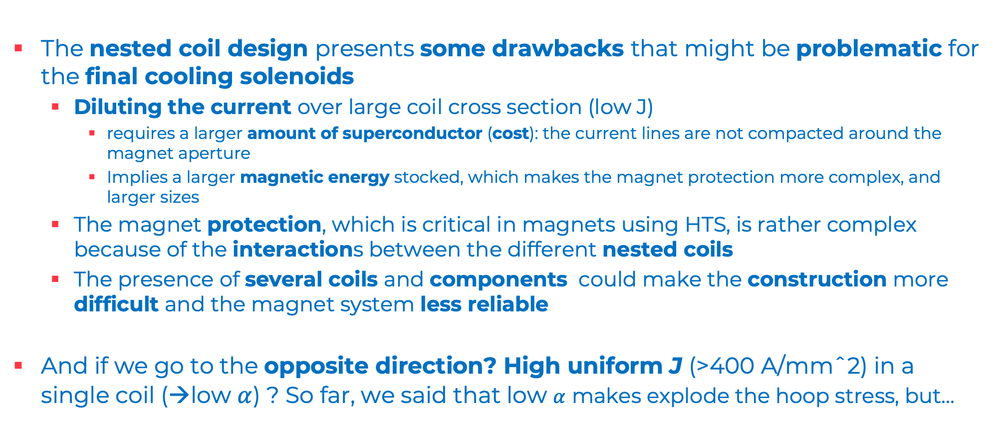 ▪ The nested coil design presents some drawbacks that might be problematic for
the final cooling solenoids
▪ Diluting the current over large coil cross section (low J)
▪ requires a larger amount of superconductor (cost): the current lines are not compacted around the
magnet aperture
▪ Implies a larger magnetic energy stocked, which makes the magnet protection more complex, and
larger sizes
▪ The magnet protection, which is critical in magnets using HTS, is rather complex
because of the interactions between the different nested coils
▪ The presence of several coils and components could make the construction more
difficult and the magnet system less reliable
▪ And if we go to the opposite direction? High uniform J (>400 A/mm^2) in a
single coil (→low α) ? So far, we said that low α makes explode the hoop stress, but...